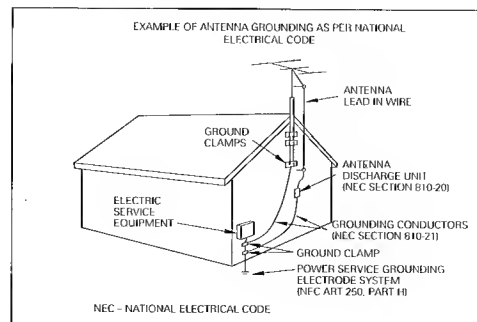 EXAMPLE OF ANTENNA GROUNDING AS PER NATIONAL
ELECTRICAL CODE
ANTENNA
LEAD IN WIRE
GROUND
CLAMPS
ANTENNA
DISCHARGE UNIT
(NEC SECTION 810-20)
ELECTRIC
SERVICE
EQUIPMENT
GROUNDING CONDUCTORS
(NEC SECTION 810-21)
GROUND CLAMP
POWER SERVICE GROUNDING
ELECTRODE SYSTEM
(NEC ART 250, PART H)
NEC – NATIONAL ELECTRICAL CODE